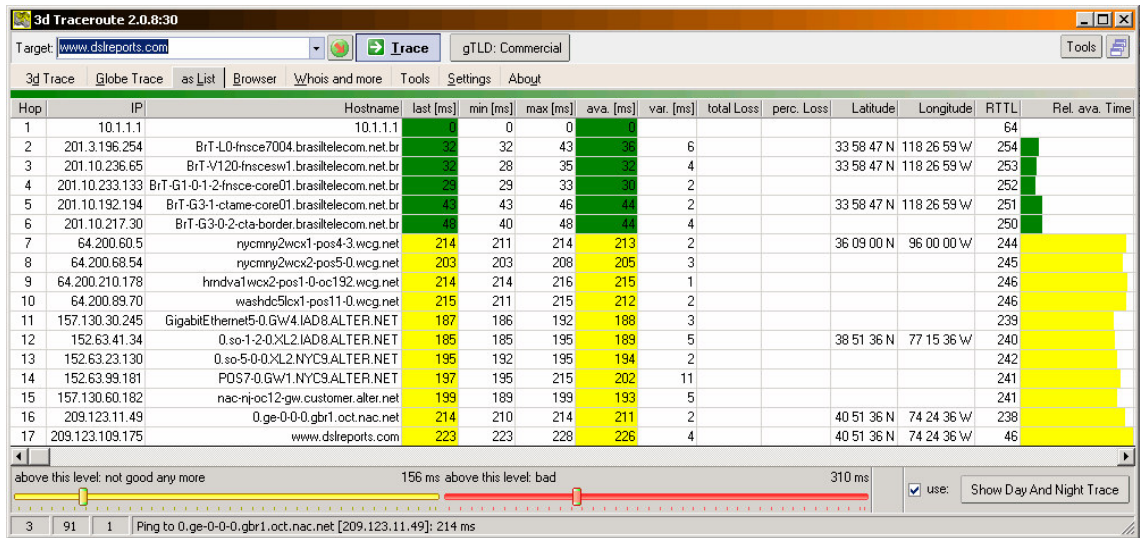 3d Traceroute 2.0.8:30
Target: www.dslreports.com Trace gTLD: Commercial Tools
3d Trace Globe Trace as List Browser Whois and more Tools Settings About
Hop IP Hostname last [ms] min [ms] max [ms] ava. [ms] var. [ms] total Loss perc. Loss Latitude Longitude RTTL Rel. ava. Time
1 10.1.1.1 10.1.1.1 0 0 0 0 64
2 201.3.196.254 BrT-L0-fnsce7004.brasiltelecom.net.br 32 32 43 36 6 33 58 47 N 118 26 59 W 254
3 201.10.236.65 BrT-V120-fnscesw1.brasiltelecom.net.br 32 28 35 32 4 33 58 47 N 118 26 59 W 253
4 201.10.233.133 BrT-G1-0-1-2-fnsce-core01.brasiltelecom.net.br 29 29 33 30 2 252
5 201.10.192.194 BrT-G3-1-ctame-core01.brasiltelecom.net.br 43 43 46 44 2 33 58 47 N 118 26 59 W 251
6 201.10.217.30 BrT-G3-0-2-cta-border.brasiltelecom.net.br 48 40 48 44 4 250
7 64.200.60.5 nycmny2wcx1-pos4-3.wcg.net 214 211 214 213 2 36 09 00 N 96 00 00 W 244
8 64.200.68.54 nycmny2wcx2-pos5-0.wcg.net 203 203 208 205 3 245
9 64.200.210.178 hrndva1wcx2-pos1-0-oc192.wcg.net 214 214 216 215 1 246
10 64.200.89.70 washdc5lcx1-pos11-0.wcg.net 215 211 215 212 2 246
11 157.130.30.245 GigabitEthernet5-0.GW4.IAD8.ALTER.NET 187 186 192 188 3 239
12 152.63.41.34 0.so-1-2-0.XL2.IAD8.ALTER.NET 185 185 195 189 5 38 51 36 N 77 15 36 W 240
13 152.63.23.130 0.so-5-0-0.XL2.NYC9.ALTER.NET 195 192 195 194 2 242
14 152.63.99.181 POS7-0.GW1.NYC9.ALTER.NET 197 195 215 202 11 241
15 157.130.60.182 nac-nj-oc12-gw.customer.alter.net 199 189 199 193 5 241
16 209.123.11.49 0.ge-0-0-0.gbr1.oct.nac.net 214 210 214 211 2 40 51 36 N 74 24 36 W 238
17 209.123.109.175 www.dslreports.com 223 223 228 226 4 40 51 36 N 74 24 36 W 46
above this level: not good any more 156 ms above this level: bad 310 ms
use: Show Day And Night Trace
3 91 1 Ping to 0.ge-0-0-0.gbr1.oct.nac.net [209.123.11.49]: 214 ms